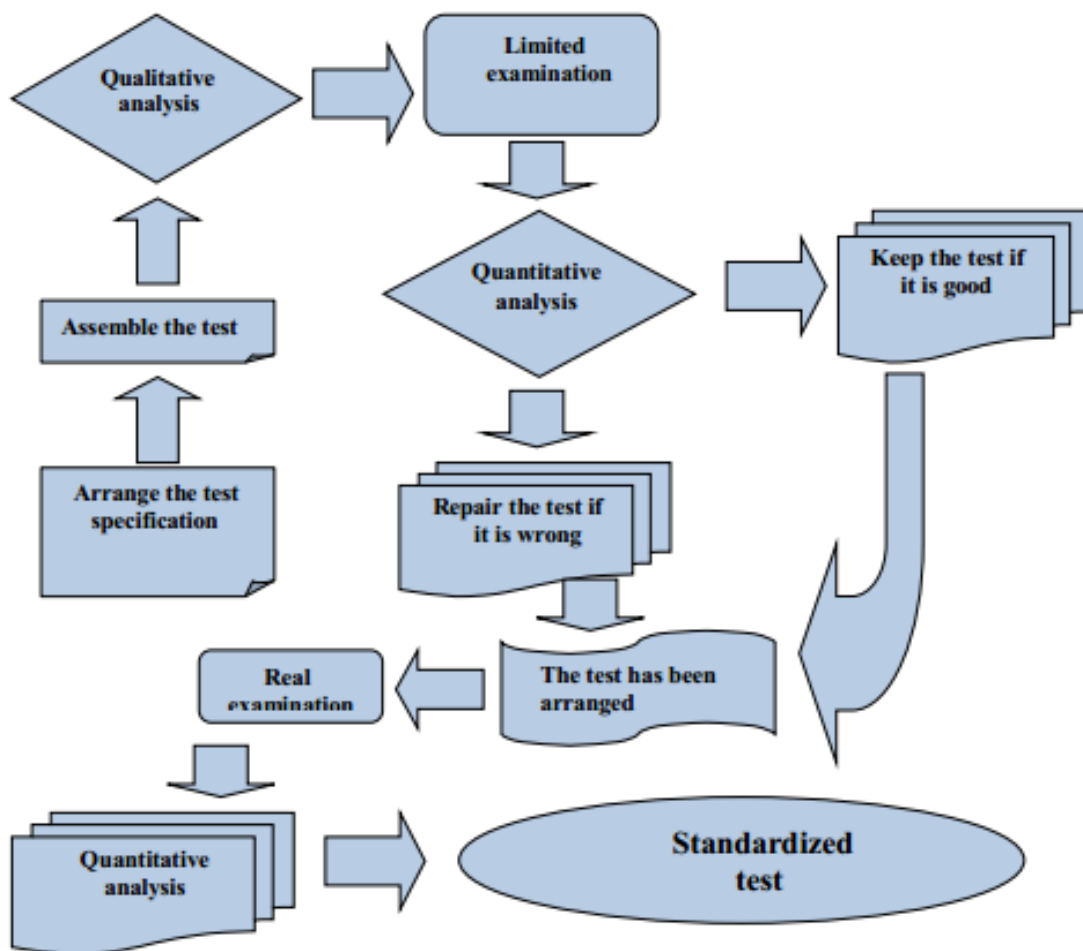 Qualitative
analysis
Limited
examination
Quantitative
analysis
Keep the test if
it is good
Assemble the test
Arrange the test
specification
Repair the test if
it is wrong
The test has been
arranged
Real
examination
Quantitative
analysis
Standardized
test